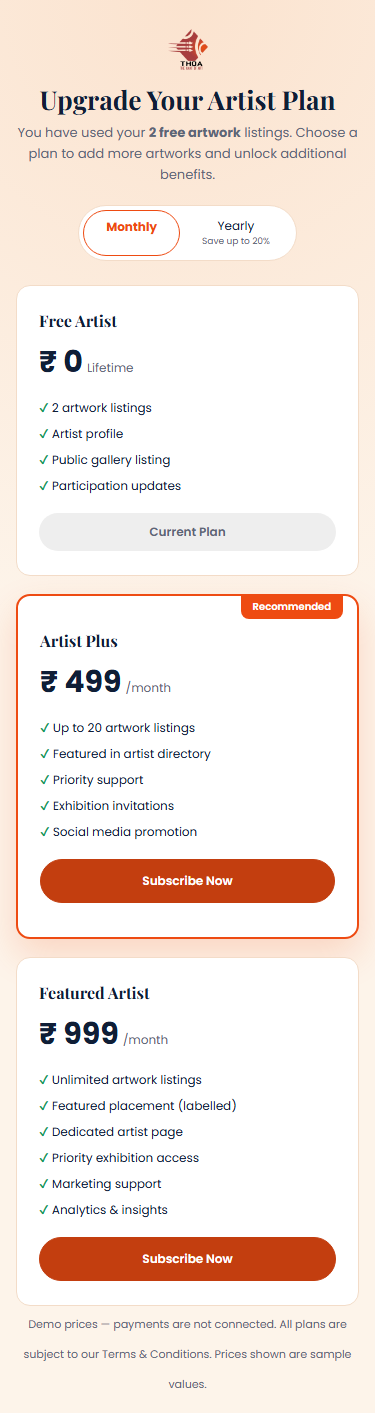 THOA
Upgrade Your Artist Plan
You have used your 2 free artwork listings. Choose a
plan to add more artworks and unlock additional
benefits.
Monthly
Yearly
Save up to 20%
Free Artist
₹ 0 Lifetime
✓ 2 artwork listings
✓ Artist profile
✓ Public gallery listing
✓ Participation updates
Current Plan
Recommended
Artist Plus
₹ 499 /month
✓ Up to 20 artwork listings
✓ Featured in artist directory
✓ Priority support
✓ Exhibition invitations
✓ Social media promotion
Subscribe Now
Featured Artist
₹ 999 /month
✓ Unlimited artwork listings
✓ Featured placement (labelled)
✓ Dedicated artist page
✓ Priority exhibition access
✓ Marketing support
✓ Analytics & insights
Subscribe Now
Demo prices — payments are not connected. All plans are
subject to our Terms & Conditions. Prices shown are sample
values.